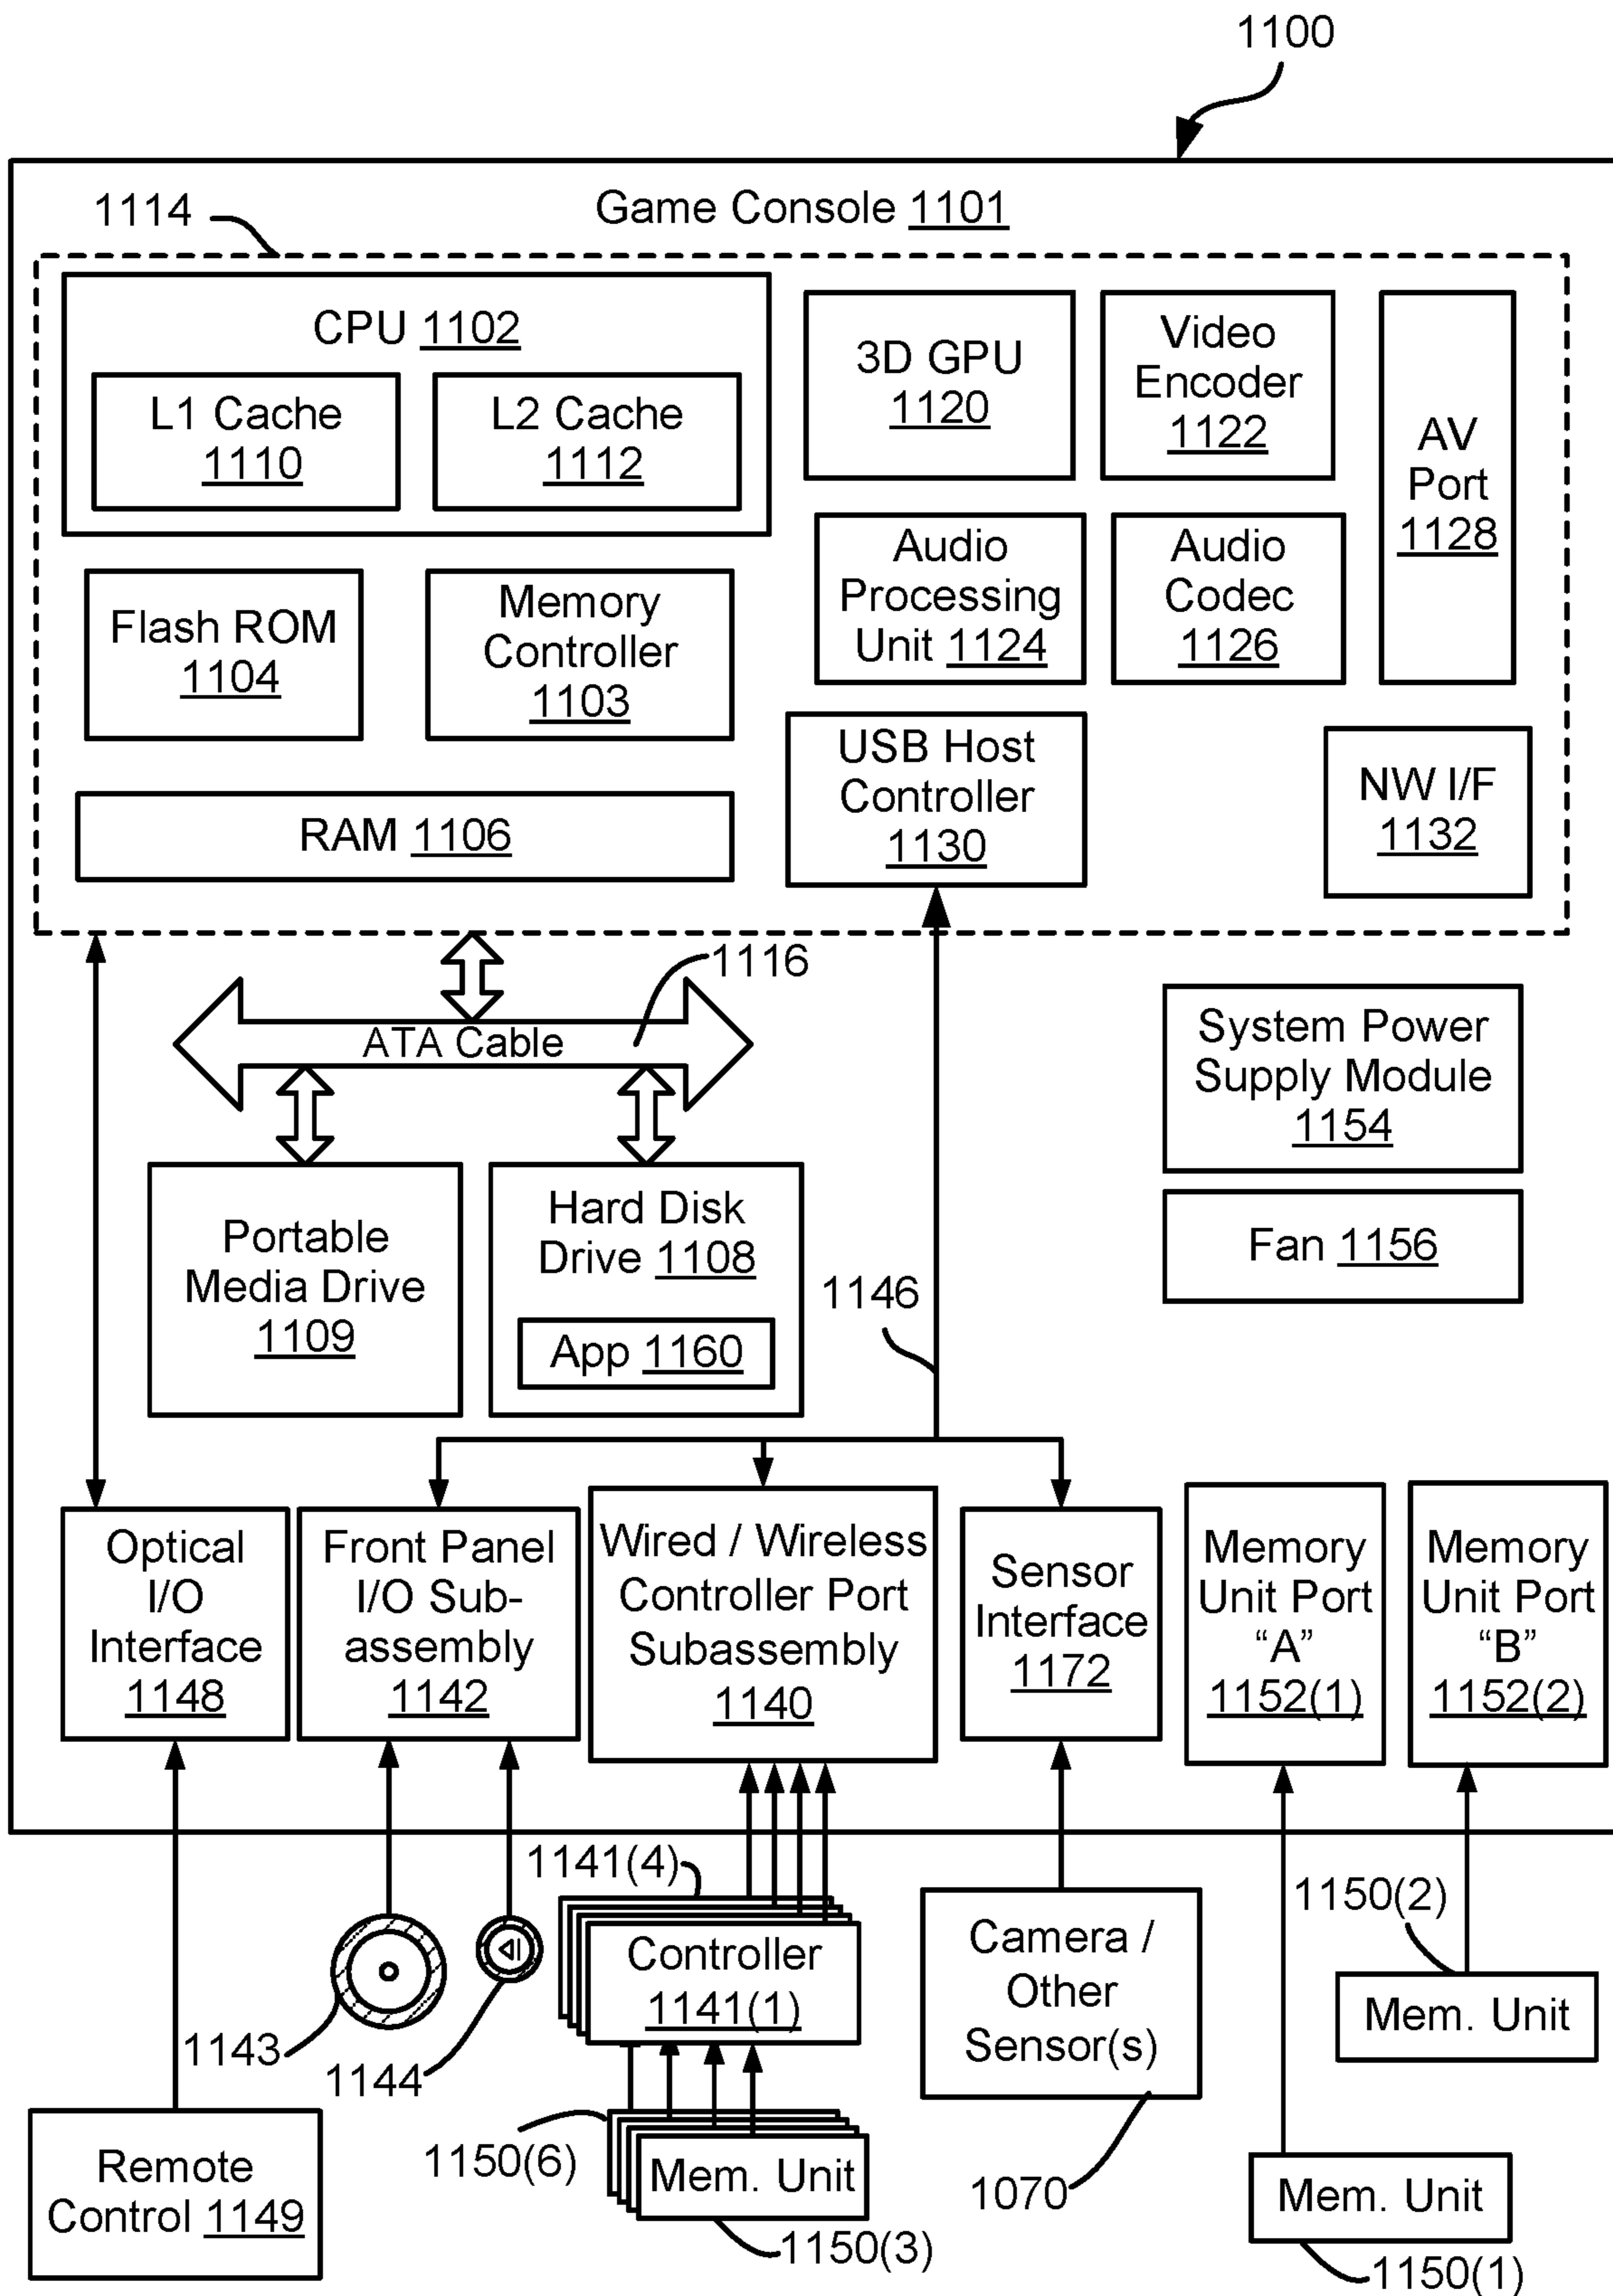 1100
Game Console 1101
1114
CPU 1102
L1 Cache
1110
L2 Cache
1112
3D GPU
1120
Video
Encoder
1122
AV
Port
1128
Flash ROM
1104
Memory
Controller
1103
Audio
Processing
Unit 1124
Audio
Codec
1126
RAM 1106
USB Host
Controller
1130
NW I/F
1132
1116
ATA Cable
System Power
Supply Module
1154
Fan 1156
Portable
Media Drive
1109
Hard Disk
Drive 1108
App 1160
1146
Optical
I/O
Interface
1148
Front Panel
I/O Sub-
assembly
1142
Wired / Wireless
Controller Port
Subassembly
1140
Sensor
Interface
1172
Memory
Unit Port
“A”
1152(1)
Memory
Unit Port
“B”
1152(2)
1141(4)
Controller
1141(1)
1143
1144
Camera /
Other
Sensor(s)
1070
1150(2)
Mem. Unit
Remote
Control 1149
1150(6)
Mem. Unit
1150(3)
Mem. Unit
1150(1)